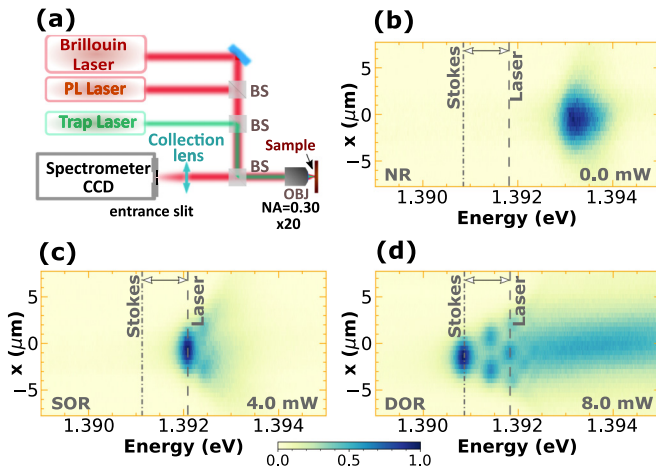 (a)
Brillouin
Laser
PL Laser
Trap Laser
BS
BS
BS
Collection
lens
Sample
Spectrometer
CCD
OBJ
NA=0.30
x20
entrance slit
(b)
x (μm)
5
0
−5
Stokes
Laser
NR
0.0 mW
1.390
1.392
1.394
Energy (eV)
(c)
x (μm)
5
0
−5
Stokes
Laser
SOR
4.0 mW
1.390
1.392
1.394
Energy (eV)
(d)
x (μm)
5
0
−5
Stokes
Laser
DOR
8.0 mW
1.390
1.392
1.394
Energy (eV)
0.0
0.5
1.0